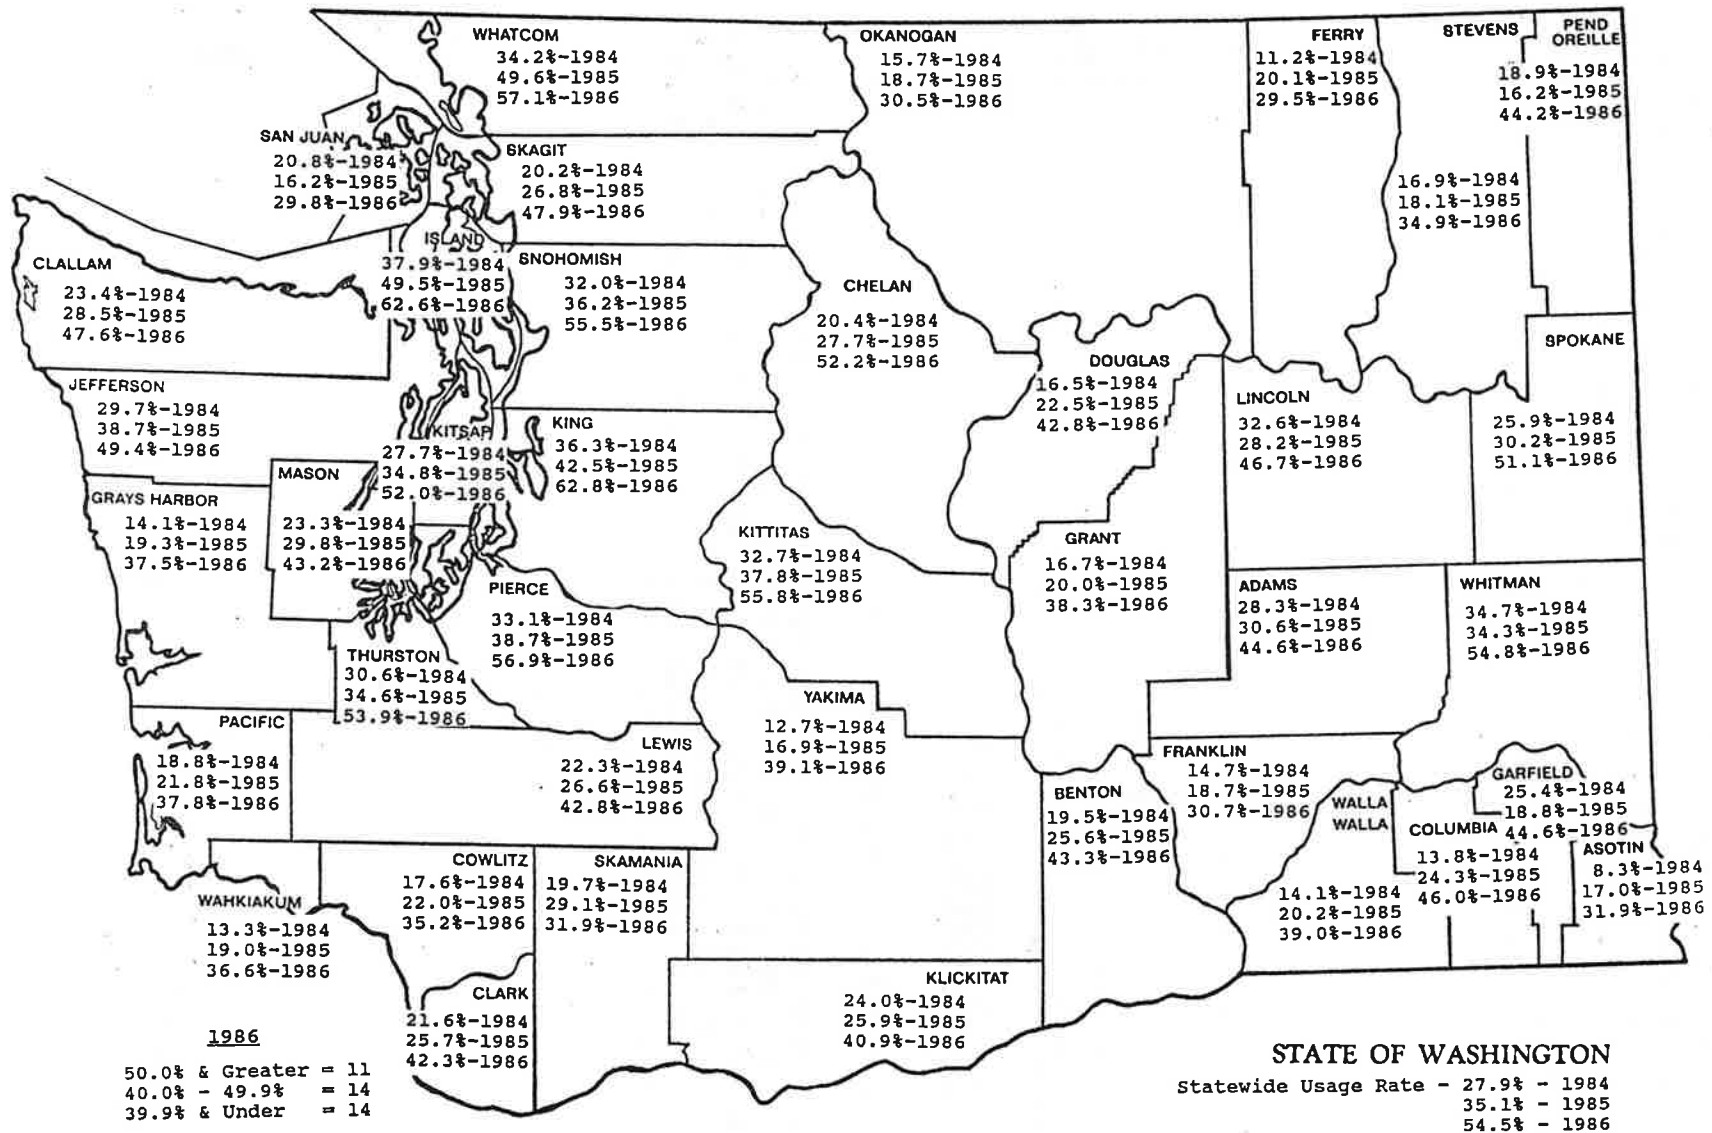 WHATCOM
34.2%-1984
49.6%-1985
57.1%-1986
OKANOGAN
15.7%-1984
18.7%-1985
30.5%-1986
FERRY
11.2%-1984
20.1%-1985
29.5%-1986
STEVENS
16.9%-1984
18.1%-1985
34.9%-1986
PEND
OREILLE
18.9%-1984
16.2%-1985
44.2%-1986
SAN JUAN
20.8%-1984
16.2%-1985
29.8%-1986
SKAGIT
20.2%-1984
26.8%-1985
47.9%-1986
ISLAND
37.9%-1984
49.5%-1985
62.6%-1986
SNOHOMISH
32.0%-1984
36.2%-1985
55.5%-1986
CLALLAM
23.4%-1984
28.5%-1985
47.6%-1986
CHELAN
20.4%-1984
27.7%-1985
52.2%-1986
DOUGLAS
16.5%-1984
22.5%-1985
42.8%-1986
SPOKANE
25.9%-1984
30.2%-1985
51.1%-1986
LINCOLN
32.6%-1984
28.2%-1985
46.7%-1986
JEFFERSON
29.7%-1984
38.7%-1985
49.4%-1986
KITSAP
27.7%-1984
34.8%-1985
52.0%-1986
KING
36.3%-1984
42.5%-1985
62.8%-1986
MASON
23.3%-1984
29.8%-1985
43.2%-1986
GRAYS HARBOR
14.1%-1984
19.3%-1985
37.5%-1986
KITTITAS
32.7%-1984
37.8%-1985
55.8%-1986
GRANT
16.7%-1984
20.0%-1985
38.3%-1986
ADAMS
28.3%-1984
30.6%-1985
44.6%-1986
WHITMAN
34.7%-1984
34.3%-1985
54.8%-1986
PIERCE
33.1%-1984
38.7%-1985
56.9%-1986
THURSTON
30.6%-1984
34.6%-1985
53.9%-1986
YAKIMA
12.7%-1984
16.9%-1985
39.1%-1986
PACIFIC
18.8%-1984
21.8%-1985
37.8%-1986
LEWIS
22.3%-1984
26.6%-1985
42.8%-1986
BENTON
19.5%-1984
25.6%-1985
43.3%-1986
FRANKLIN
14.7%-1984
18.7%-1985
30.7%-1986
WALLA
WALLA
14.1%-1984
20.2%-1985
39.0%-1986
COLUMBIA
13.8%-1984
24.3%-1985
46.0%-1986
GARFIELD
25.4%-1984
18.8%-1985
44.6%-1986
ASOTIN
8.3%-1984
17.0%-1985
31.9%-1986
COWLITZ
17.6%-1984
22.0%-1985
35.2%-1986
SKAMANIA
19.7%-1984
29.1%-1985
31.9%-1986
WAHKIAKUM
13.3%-1984
19.0%-1985
36.6%-1986
CLARK
21.6%-1984
25.7%-1985
42.3%-1986
KLICKITAT
24.0%-1984
25.9%-1985
40.9%-1986
1986
50.0% & Greater = 11
40.0% - 49.9% = 14
39.9% & Under = 14
STATE OF WASHINGTON
Statewide Usage Rate - 27.9% - 1984
35.1% - 1985
54.5% - 1986